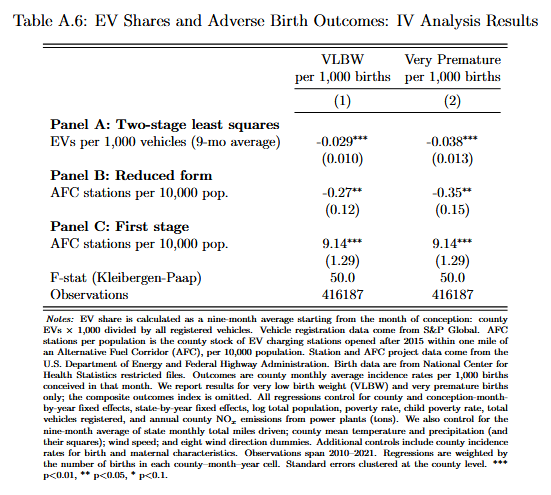 Table A.6: EV Shares and Adverse Birth Outcomes: IV Analysis Results
VLBW Very Premature
per 1,000 births per 1,000 births
(1) (2)
Panel A: Two-stage least squares
EVs per 1,000 vehicles (9-mo average) -0.029*** -0.038***
(0.010) (0.013)
Panel B: Reduced form
AFC stations per 10,000 pop. -0.27** -0.35**
(0.12) (0.15)
Panel C: First stage
AFC stations per 10,000 pop. 9.14*** 9.14***
(1.29) (1.29)
F-stat (Kleibergen-Paap) 50.0 50.0
Observations 416187 416187
Notes: EV share is calculated as a nine-month average starting from the month of conception: county
EVs × 1,000 divided by all registered vehicles. Vehicle registration data come from S&P Global. AFC
stations per population is the county stock of EV charging stations opened after 2015 within one mile of
an Alternative Fuel Corridor (AFC), per 10,000 population. Station and AFC project data come from the
U.S. Department of Energy and Federal Highway Administration. Birth data are from National Center for
Health Statistics restricted files. Outcomes are county monthly average incidence rates per 1,000 births
conceived in that month. We report results for very low birth weight (VLBW) and very premature births
only; the composite outcomes index is omitted. All regressions control for county and conception-month-
by-year fixed effects, state-by-year fixed effects, log total population, poverty rate, child poverty rate, total
vehicles registered, and annual county NOx emissions from power plants (tons). We also control for the
nine-month average of state monthly total miles driven; county mean temperature and precipitation (and
their squares); wind speed; and eight wind direction dummies. Additional controls include county incidence
rates for birth and maternal characteristics. Observations span 2010–2021. Regressions are weighted by
the number of births in each county–month–year cell. Standard errors clustered at the county level. ***
p<0.01, ** p<0.05, * p<0.1.